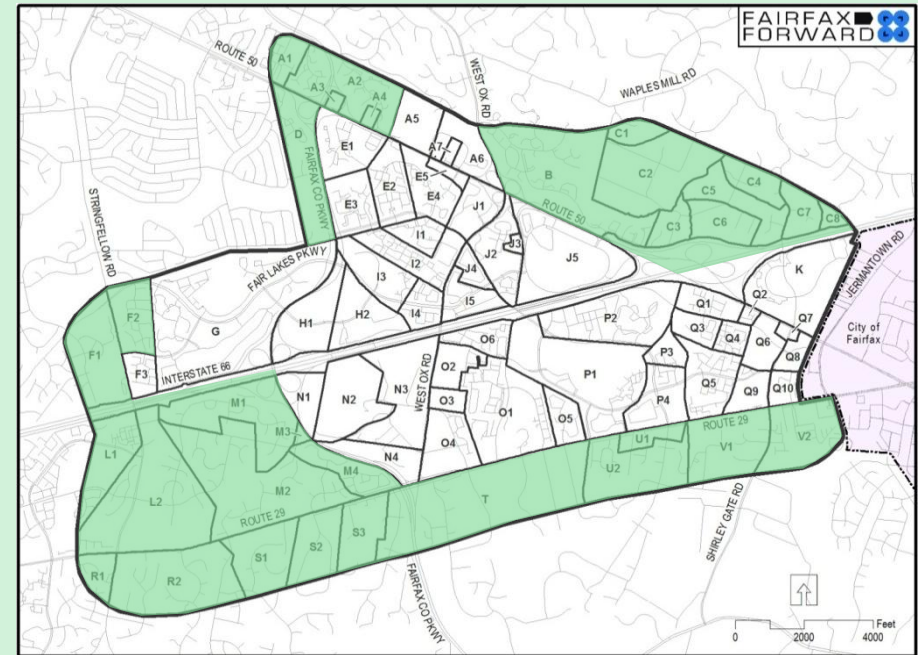 FAIRFAX
FORWARD
ROUTE 50
WEST OX RD
WAPLES MILL RD
A1
A2
A3
A4
A5
A7
A6
C1
D
FAIRFAX CO PKWY
E1
E5
B
C2
C5
C4
E2
E4
E3
J1
ROUTE 50
C3
C6
C7
C8
STRINGFELLOW RD
I1
J2
J3
J5
FAIR LAKES PKWY
I2
I3
J4
K
JERMANTOWN RD
F2
G
H1
H2
I4
I5
P2
Q1
Q2
Q7
City of
Fairfax
F1
F3
INTERSTATE 66
O6
Q3
Q4
Q6
Q8
O2
P3
P1
N1
N2
N3
WEST OX RD
O3
O1
O5
P4
Q5
Q9
Q10
M1
M3
L1
N4
O4
U1
ROUTE 29
V1
V2
M4
U2
L2
M2
T
ROUTE 29
SHIRLEY GATE RD
S1
S2
S3
R1
R2
FAIRFAX CO PKWY
Feet
0 2000 4000